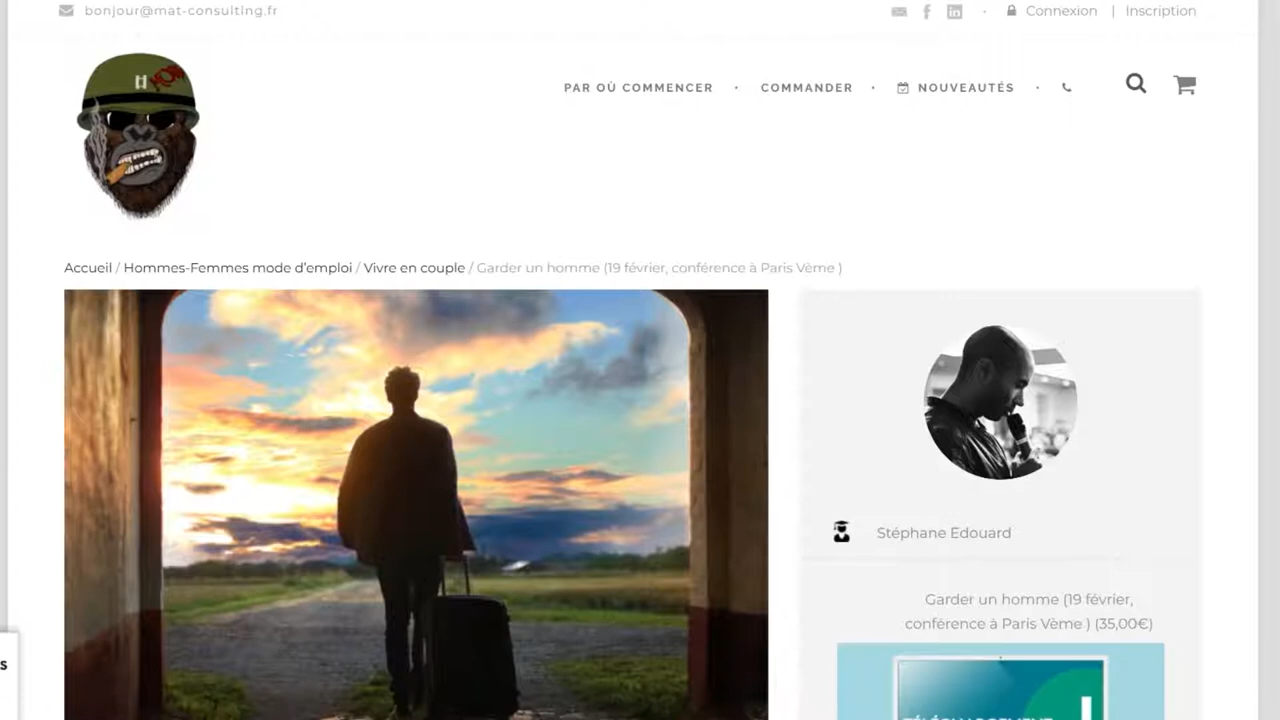 bonjour@mat-consulting.fr
Connexion | Inscription
PAR OÙ COMMENCER · COMMANDER · NOUVEAUTÉS ·
Accueil / Hommes-Femmes mode d'emploi / Vivre en couple / Garder un homme (19 février, conférence à Paris Vème )
Stéphane Edouard
Garder un homme (19 février,
conférence à Paris Vème ) (35,00€)
s